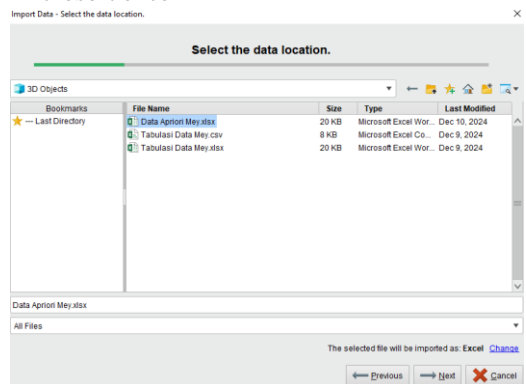 Import Data - Select the data location.
Select the data location.
3D Objects
Bookmarks File Name Size Type Last Modified
— Last Directory Data Apriori Mey.xlsx 20 KB Microsoft Excel Wor... Dec 10, 2024
Tabulasi Data Mey.csv 8 KB Microsoft Excel Co... Dec 9, 2024
Tabulasi Data Mey.xlsx 20 KB Microsoft Excel Wor... Dec 9, 2024
Data Apriori Mey.xlsx
All Files
The selected file will be imported as: Excel Change
Previous Next Cancel